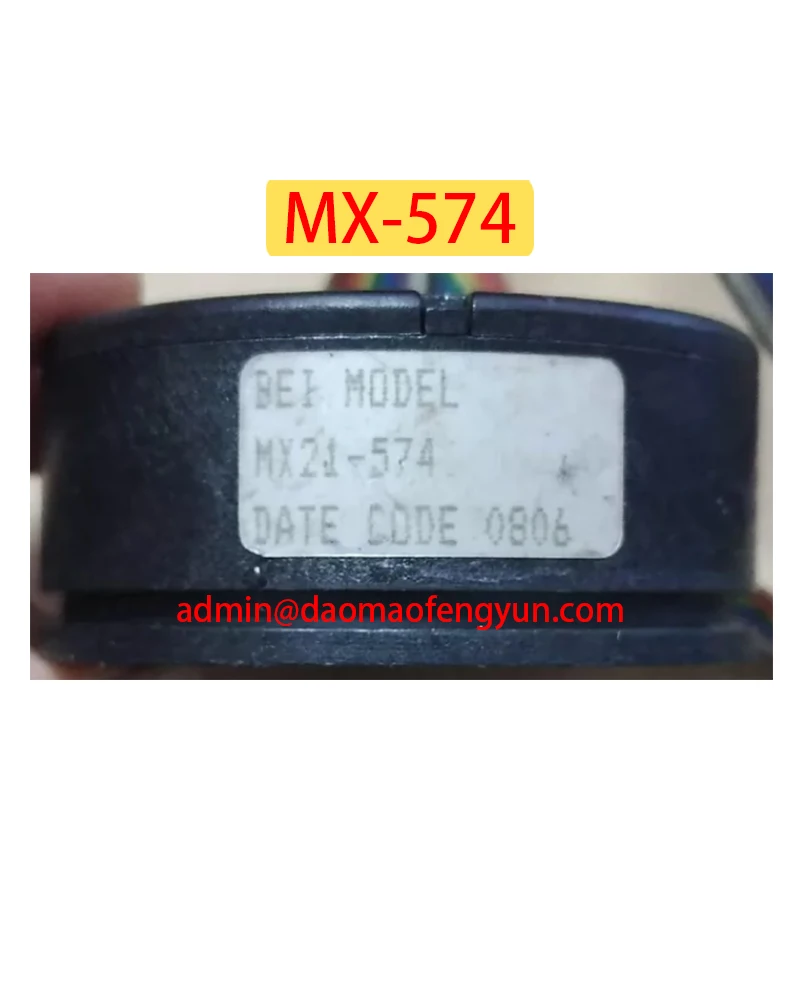 MX-574
BEI MODEL
MX21-574
DATE CODE 0806
admin@daomaofengyun.com